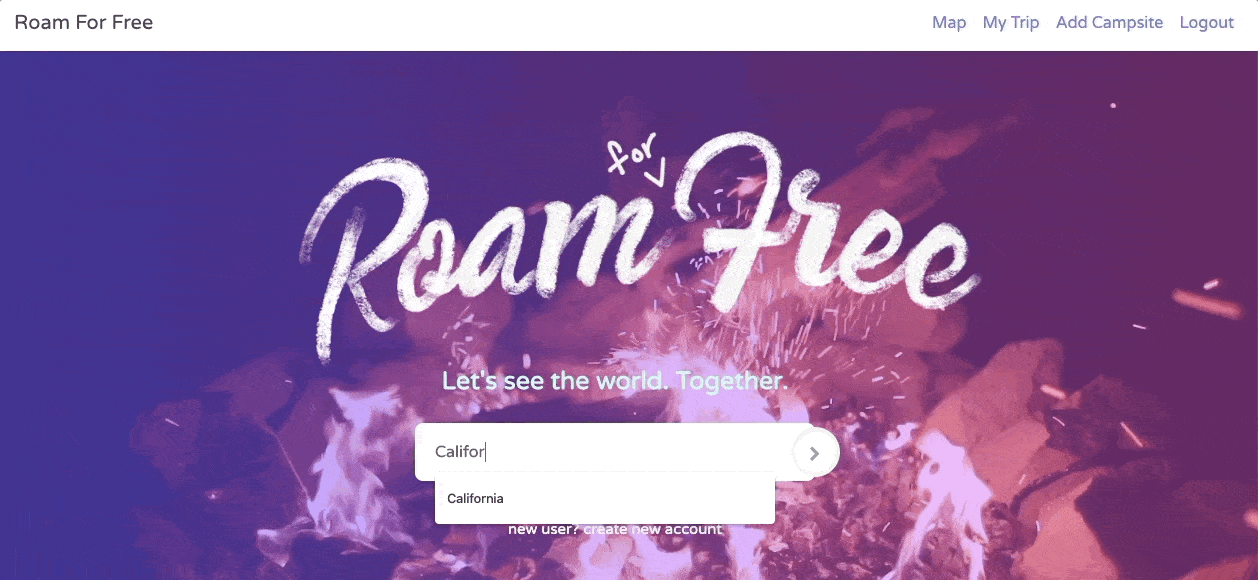 Roam For Free
Map My Trip Add Campsite Logout
for
Roam Free
Let's see the world. Together.
Califor
California
new user? create new account